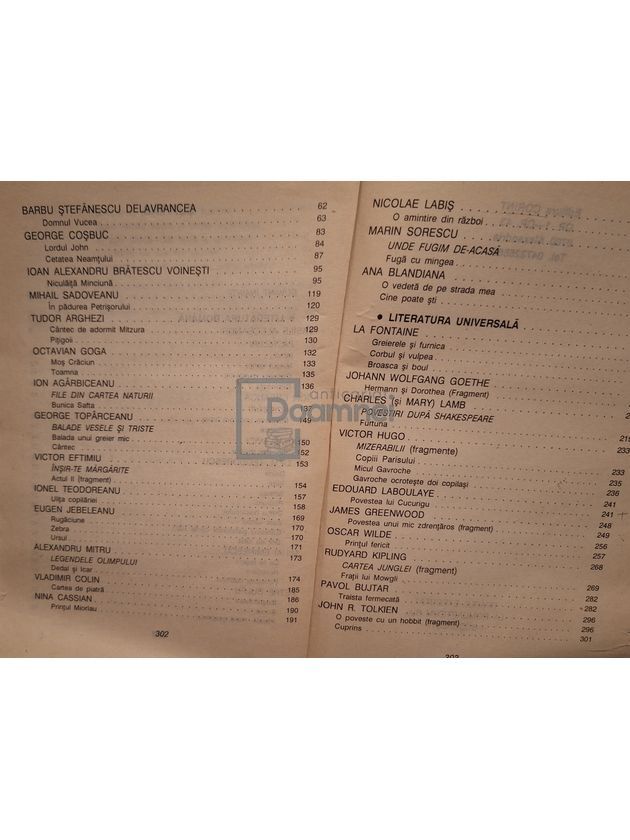 BARBU ŞTEFĂNESCU DELAVRANCEA 62
Domnul Vucea 63
GEORGE COŞBUC 83
Lordul John 84
Cetatea Neamţului 87
IOAN ALEXANDRU BRĂTESCU VOINEŞTI 95
Niculăiţă Minciună 95
MIHAIL SADOVEANU 119
În pădurea Petrişorului 120
TUDOR ARGHEZI 129
Cântec de adormit Mitzura 129
Piţigoii 130
OCTAVIAN GOGA 132
Moş Crăciun 133
Toamna 135
ION AGÂRBICEANU 136
FILE DIN CARTEA NATURII
Bunica Safta
GEORGE TOPÂRCEANU 149
BALADE VESELE ŞI TRISTE
Balada unui greier mic 150
Cântec 152
VICTOR EFTIMIU 153
ÎNŞIR-TE MĂRGĂRITE
Actul II (fragment) 154
IONEL TEODOREANU 157
Uliţa copilăriei 158
EUGEN JEBELEANU 169
Rugăciune 170
Zebra 170
Ursul 171
ALEXANDRU MITRU 173
LEGENDELE OLIMPULUI
Dedal şi Icar 174
VLADIMIR COLIN 185
Cartea de piatră 186
NINA CASSIAN 190
Prinţul Miorlau 191
302
NICOLAE LABIŞ
O amintire din război
MARIN SORESCU
UNDE FUGIM DE-ACASĂ
Fugă cu mingea
ANA BLANDIANA
O vedetă de pe strada mea
Cine poate şti
• LITERATURA UNIVERSALĂ
LA FONTAINE
Greierele şi furnica
Corbul şi vulpea
Broasca şi boul
JOHANN WOLFGANG GOETHE
Hermann şi Dorothea (Fragment)
CHARLES (şi MARY) LAMB
POVESTIRI DUPĂ SHAKESPEARE
Furtuna
VICTOR HUGO
MIZERABILII (fragmente) 233
Copiii Parisului
Micul Gavroche 233
Gavroche ocroteşte doi copilaşi 235
EDOUARD LABOULAYE 236
Povestea lui Cucurigu 241
JAMES GREENWOOD 241
Povestea unui mic zdrenţăros (fragment) 248
OSCAR WILDE 249
Prinţul fericit 256
RUDYARD KIPLING 257
CARTEA JUNGLEI (fragment) 268
Fraţii lui Mowgli
PAVOL BUJTAR 269
Traista fermecată 282
JOHN R. TOLKIEN 282
O poveste cu un hobbit (fragment) 296
Cuprins 296
301
anticariat
Doamnei